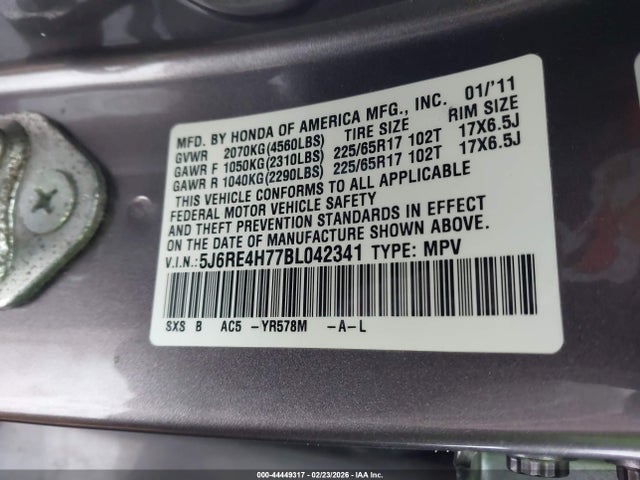 MFD. BY HONDA OF AMERICA MFG., INC. 01/'11
GVWR 2070KG(4560LBS) TIRE SIZE RIM SIZE
GAWR F 1050KG(2310LBS) 225/65R17 102T 17X6.5J
GAWR R 1040KG(2290LBS) 225/65R17 102T 17X6.5J
THIS VEHICLE CONFORMS TO ALL APPLICABLE
FEDERAL MOTOR VEHICLE SAFETY
AND THEFT PREVENTION STANDARDS IN EFFECT
ON THE DATE OF MANUFACTURE SHOWN ABOVE.
V.I.N.: 5J6RE4H77BL042341 TYPE: MPV
SXS B AC5 -YR578M -A-L
000-44449317 - 02/23/2026 - IAA Inc.